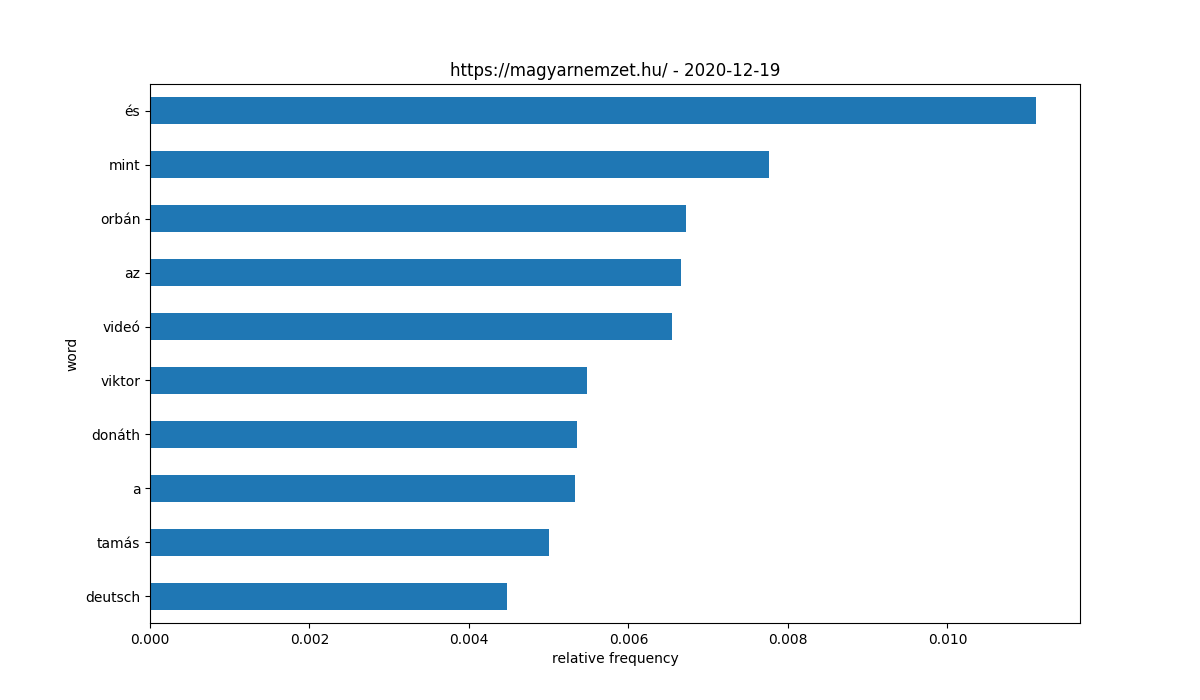 https://magyarnemzet.hu/ - 2020-12-19
és
mint
orbán
az
videó
viktor
donáth
a
tamás
deutsch
word
0.000 0.002 0.004 0.006 0.008 0.010
relative frequency